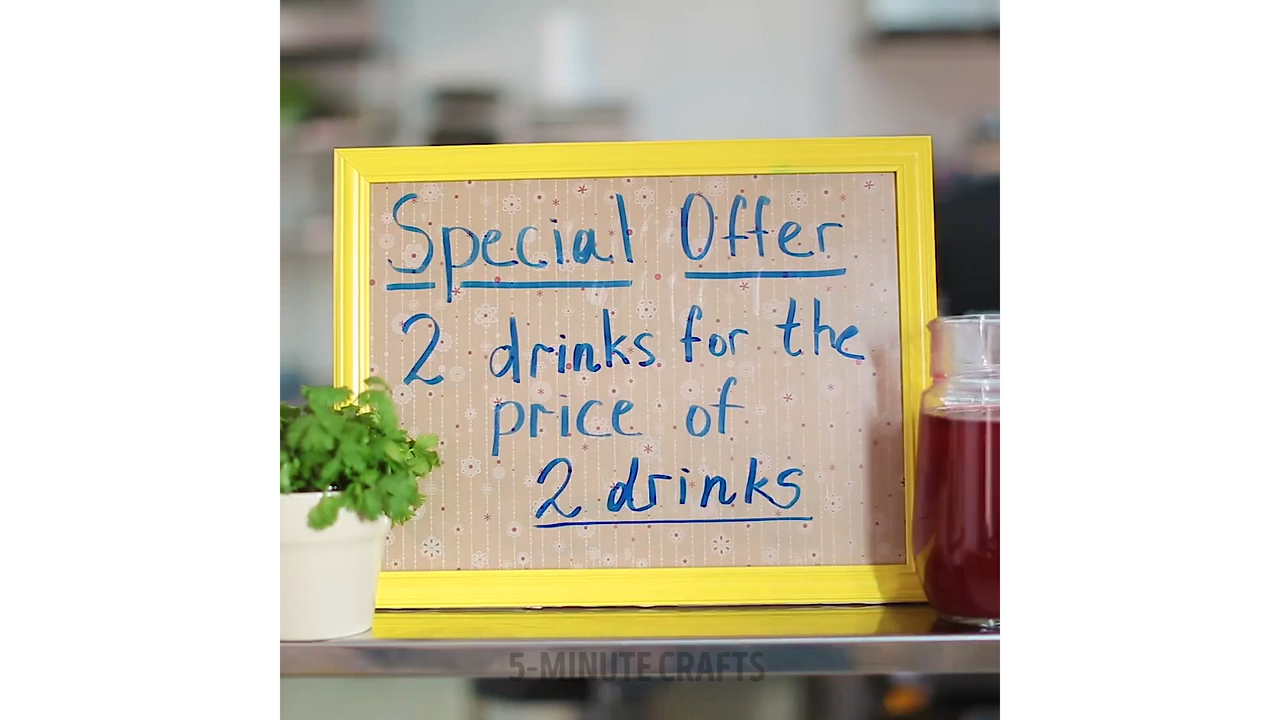 Special Offer
2 drinks for the
price of
2 drinks
5-MINUTE CRAFTS